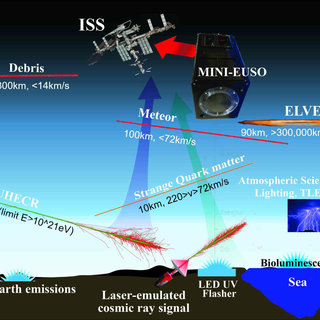 ISS
MINI-EUSO
Debris
300km, <14km/s
Meteor
100km, <72km/s
ELVE
90km, >300,000km
Strange Quark matter
10km, 220>v>72km/s
Atmospheric Scie
Lighting, TLE
UHECR
(limit E>10^21eV)
Bioluminesce
Sea
arth emissions
Laser-emulated
cosmic ray signal
LED UV
Flasher